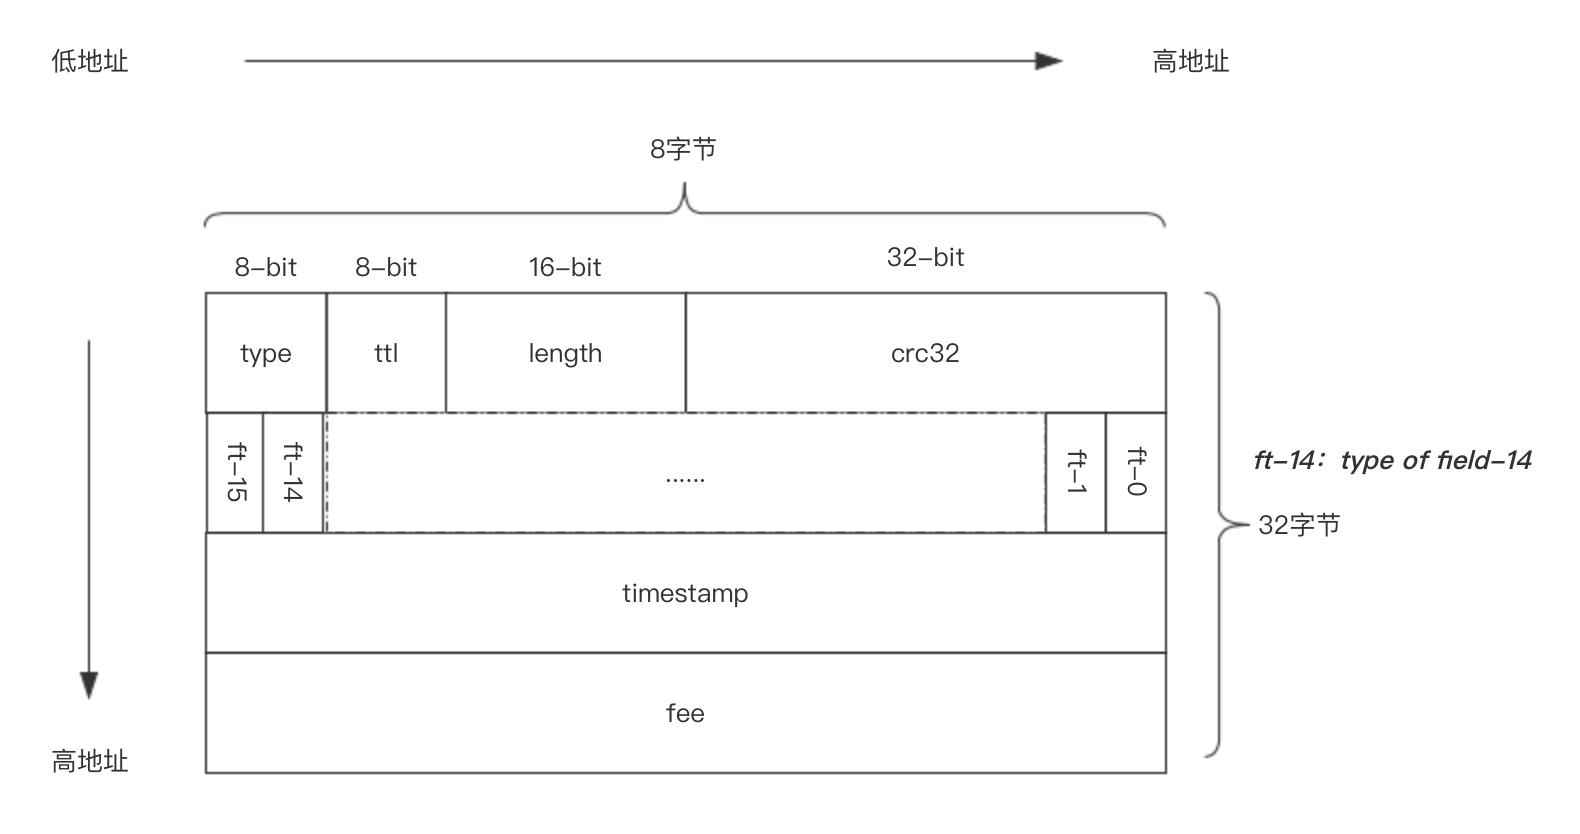 低地址
高地址
8字节
8-bit
8-bit
16-bit
32-bit
type
ttl
length
crc32
ft-15
ft-14
......
ft-1
ft-0
ft-14：type of field-14
32字节
timestamp
fee
高地址